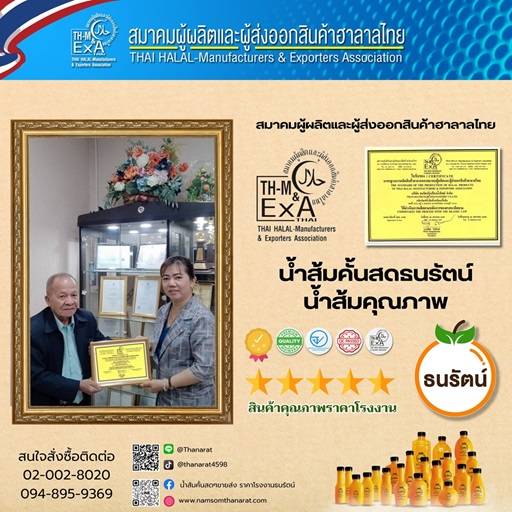 TH-M
&
ExA
THAI HALAL-Manufacturers
& Exporters Association
สมาคมผู้ผลิตและผู้ส่งออกสินค้าฮาลาลไทย
THAI HALAL-Manufacturers & Exporters Association
สมาคมผู้ผลิตและผู้ส่งออกสินค้าฮาลาลไทย
TH-M
&
ExA
THAI
THAI HALAL-Manufacturers
& Exporters Association
น้ำส้มคั้นสดธนรัตน์
น้ำส้มคุณภาพ
QUALITY
ธนรัตน์
สินค้าคุณภาพราคาโรงงาน
สนใจสั่งซื้อติดต่อ
02-002-8020
094-895-9369
@Thanarat
@thanarat4598
น้ำส้มคั้นสดขายส่ง ราคาโรงงานธนรัตน์
www.namsomthanarat.com